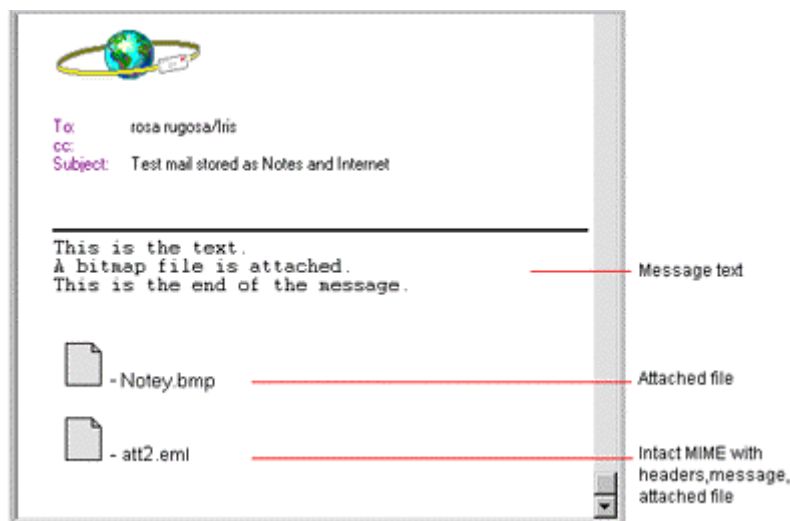 To: rosa rugosa/Iris
cc:
Subject: Test mail stored as Notes and Internet
This is the text.
A bitmap file is attached.
This is the end of the message.
Message text
- Notey.bmp
Attached file
- att2.eml
Intact MIME with
headers,message,
attached file